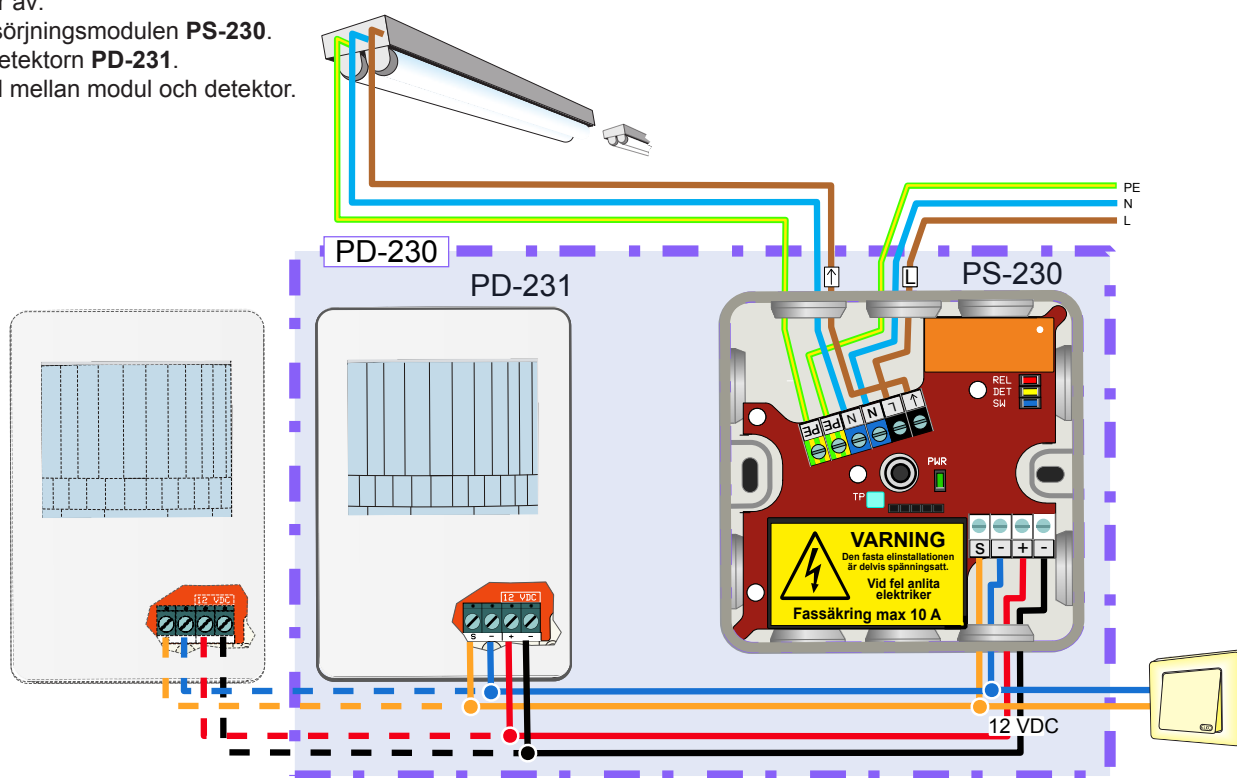 r av.
sörjningsmodulen PS-230.
etektorn PD-231.
l mellan modul och detektor.
PE
N
L
PD-230
PD-231
PS-230
↑
L
REL
DET
SW
PE PE N N L ↑
PWR
TP
VARNING
Den fasta elinstallationen
är delvis spänningsatt.
Vid fel anlita
elektriker
Fassäkring max 10 A
S - + -
12 VDC
12 VDC
S - + -
12 VDC